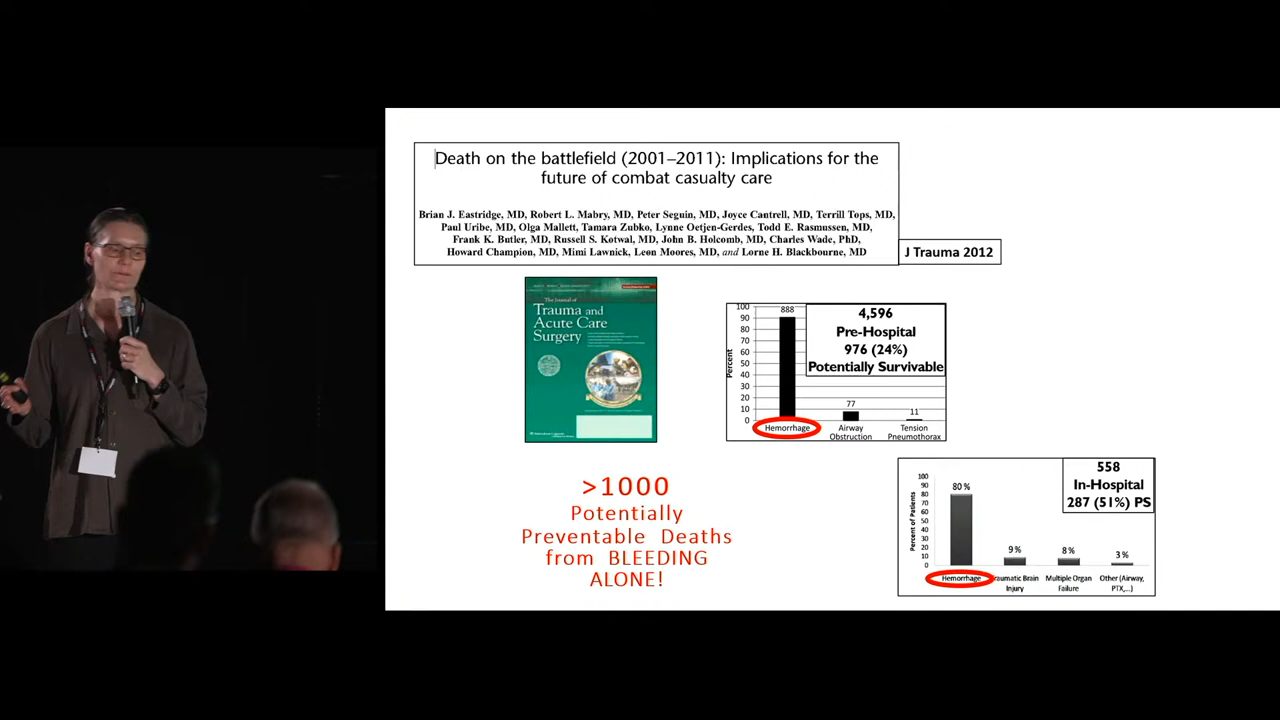 Death on the battlefield (2001–2011): Implications for the
future of combat casualty care
Brian J. Eastridge, MD, Robert L. Mabry, MD, Peter Seguin, MD, Joyce Cantrell, MD, Terrill Tops, MD,
Paul Uribe, MD, Olga Mallett, Tamara Zubko, Lynne Oetjen-Gerdes, Todd E. Rasmussen, MD,
Frank K. Butler, MD, Russell S. Kotwal, MD, John B. Holcomb, MD, Charles Wade, PhD,
Howard Champion, MD, Mimi Lawnick, Leon Moores, MD, and Lorne H. Blackbourne, MD
J Trauma 2012
The Journal of
Trauma and
Acute Care
Surgery
>1000
Potentially
Preventable Deaths
from BLEEDING
ALONE!
4,596
Pre-Hospital
976 (24%)
Potentially Survivable
Percent
100
90
80
70
60
50
40
30
20
10
0
888
77
11
Hemorrhage
Airway
Obstruction
Tension
Pneumothorax
558
In-Hospital
287 (51%) PS
Percent of Patients
100
90
80
70
60
50
40
30
20
10
0
80%
9%
8%
3%
Hemorrhage
raumatic Brain
Injury
Multiple Organ
Failure
Other (Airway,
PTX,...)